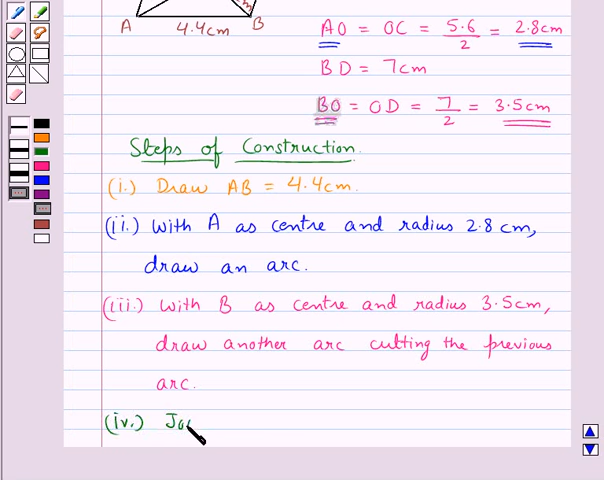 A 4.4cm B
AO = OC = 5.6/2 = 2.8cm
BD = 7cm
BO = OD = 7/2 = 3.5cm
Steps of Construction.
(i.) Draw AB = 4.4cm.
(ii.) With A as centre and radius 2.8 cm,
draw an arc.
(iii.) With B as centre and radius 3.5cm,
draw another arc cutting the previous
arc.
(iv.)